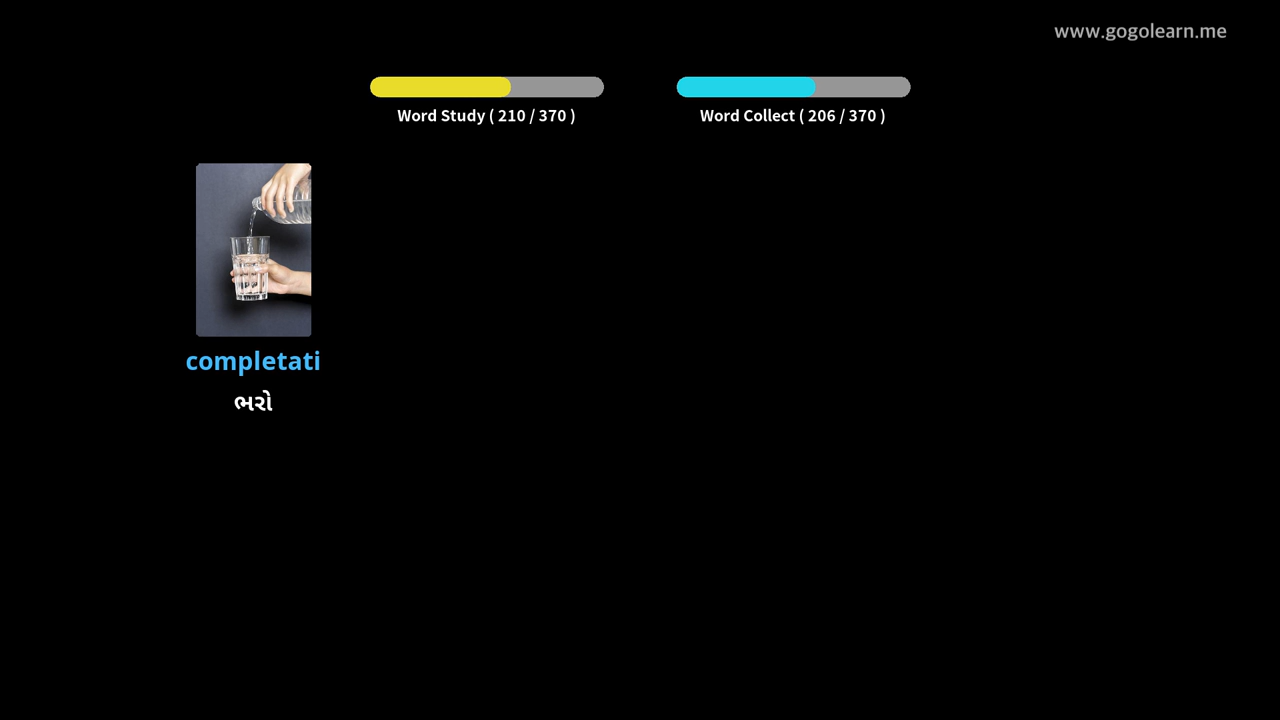 www.gogolearn.me
Word Study ( 210 / 370 )
Word Collect ( 206 / 370 )
completati
ભરો